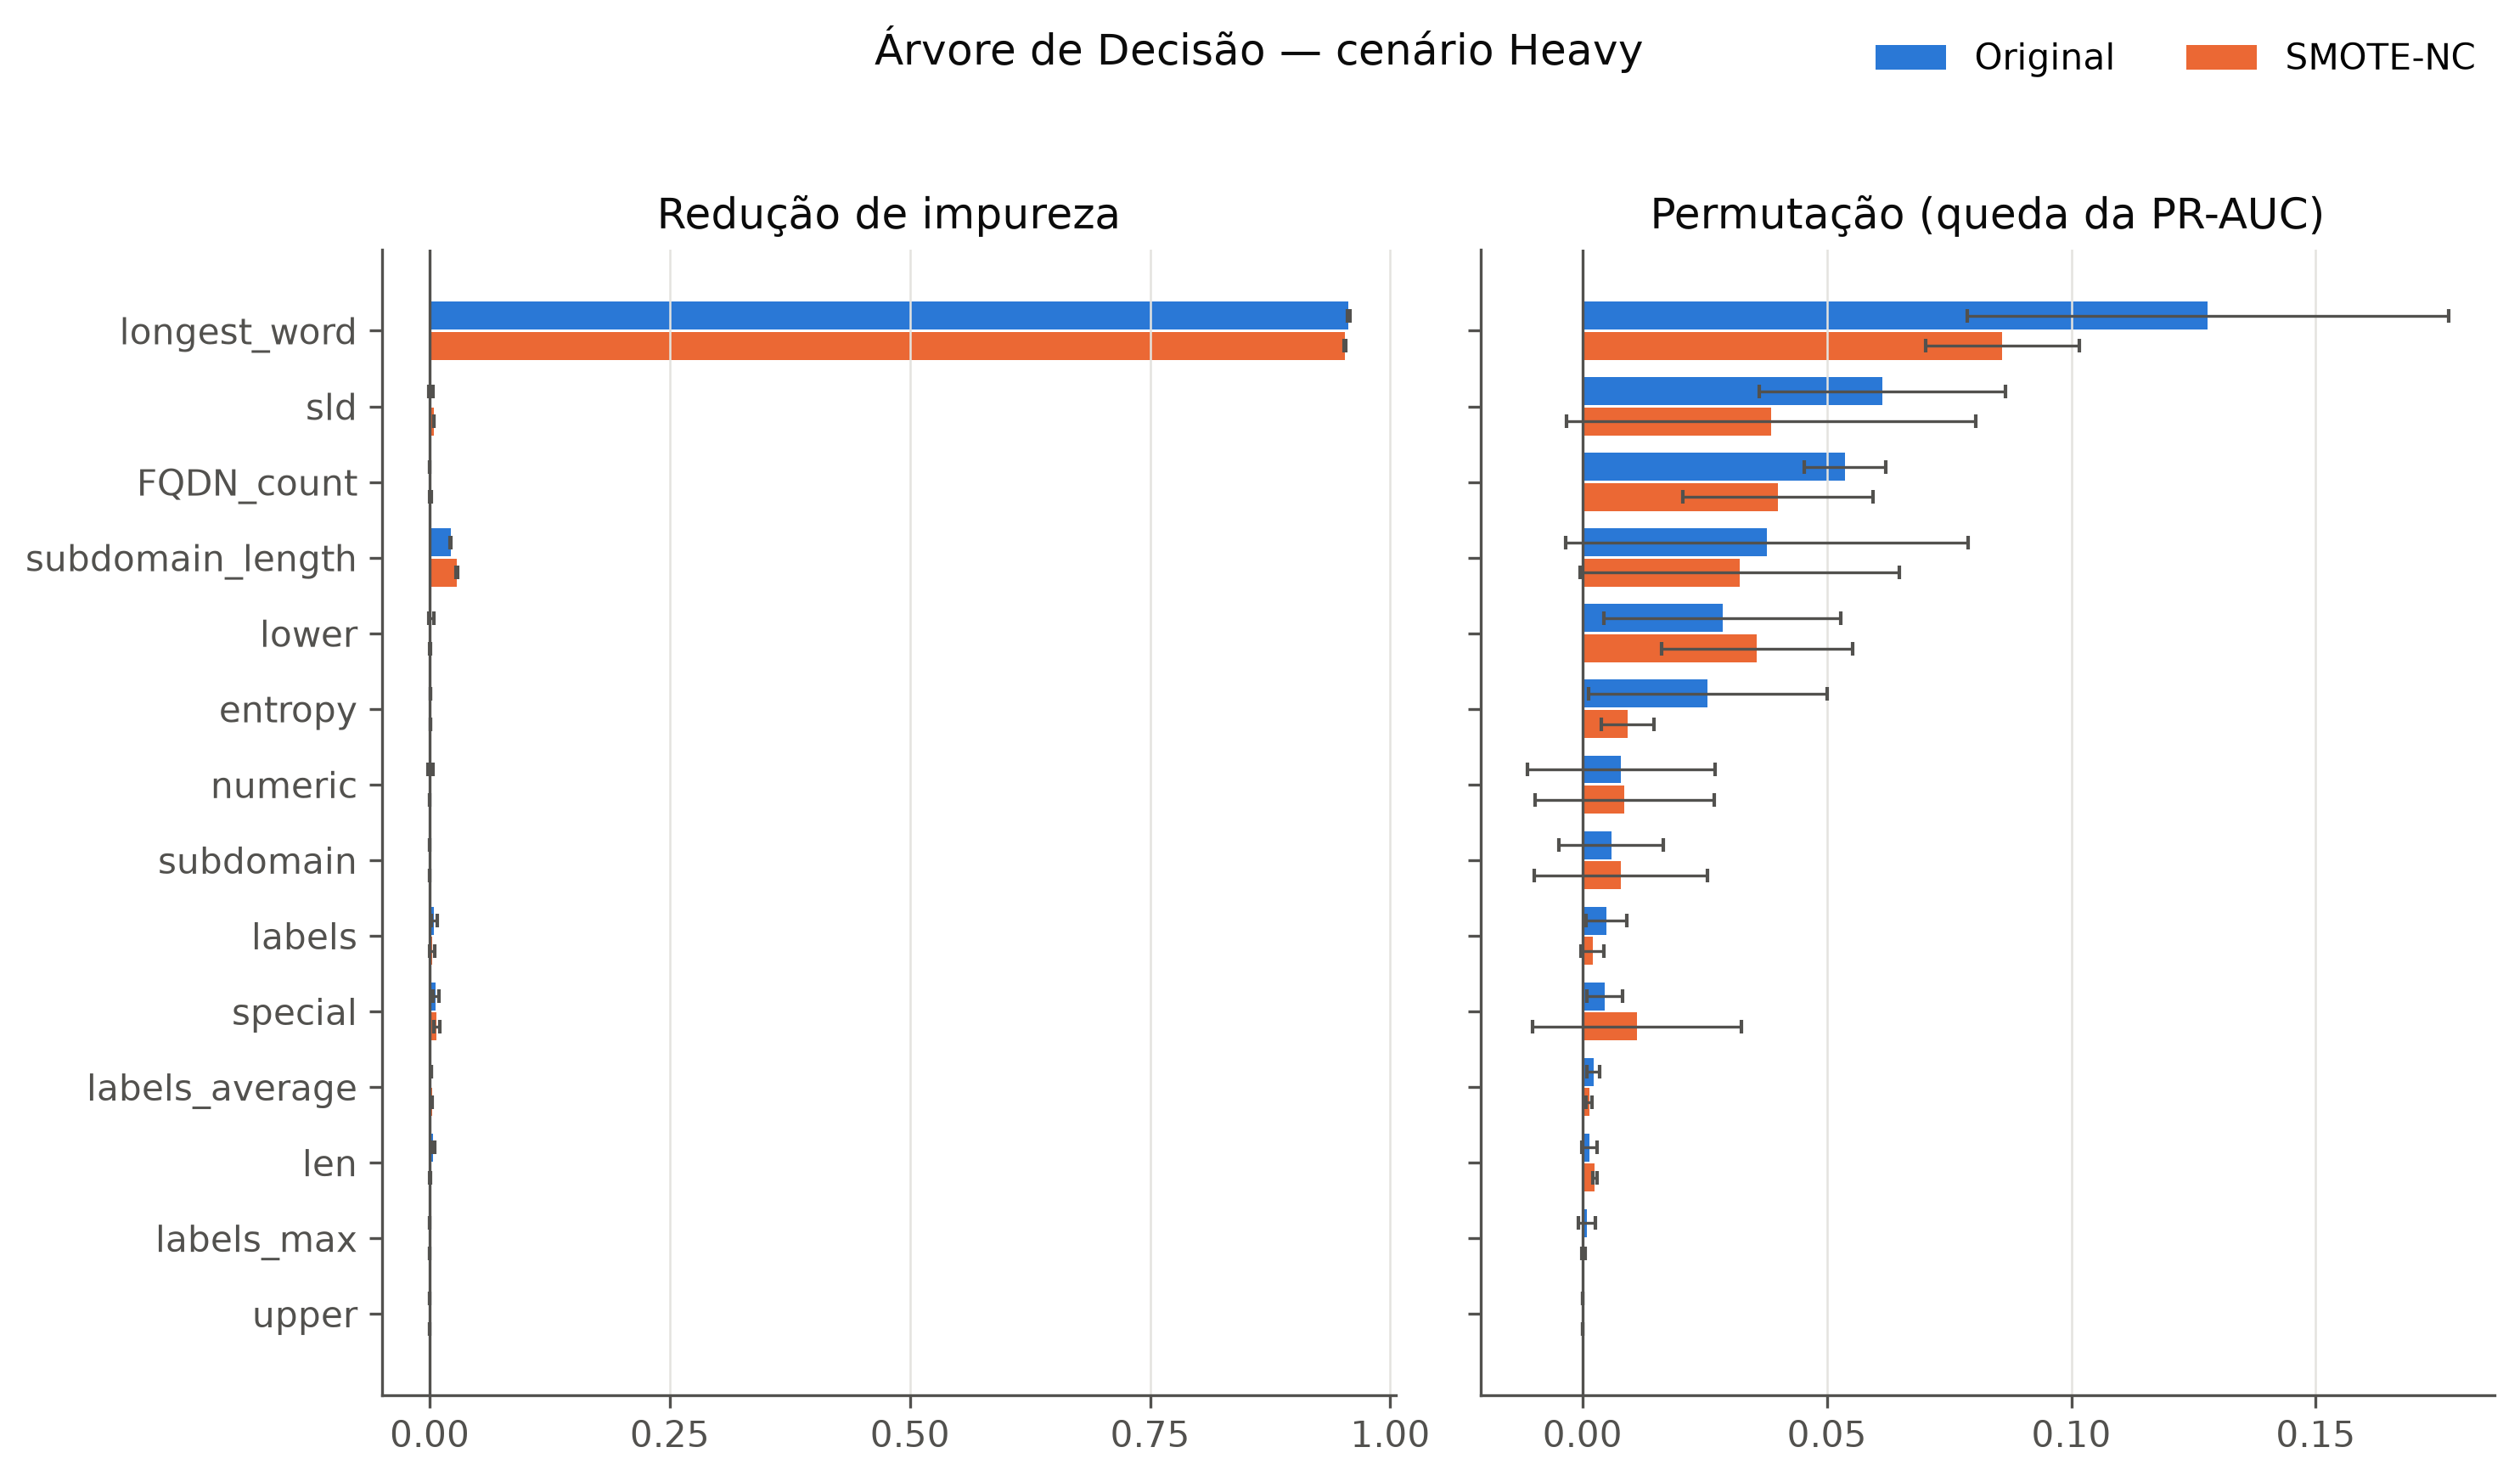 Árvore de Decisão — cenário Heavy
Original
SMOTE-NC
Redução de impureza
Permutação (queda da PR-AUC)
longest_word
sld
FQDN_count
subdomain_length
lower
entropy
numeric
subdomain
labels
special
labels_average
len
labels_max
upper
0.00 0.25 0.50 0.75 1.00
0.00 0.05 0.10 0.15